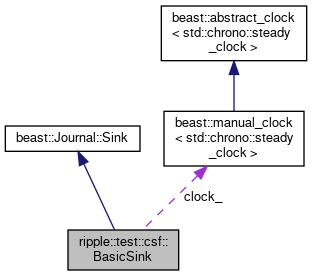 beast::abstract_clock
< std::chrono::steady
_clock >
beast::Journal::Sink
beast::manual_clock
< std::chrono::steady
_clock >
clock_
ripple::test::csf::
BasicSink